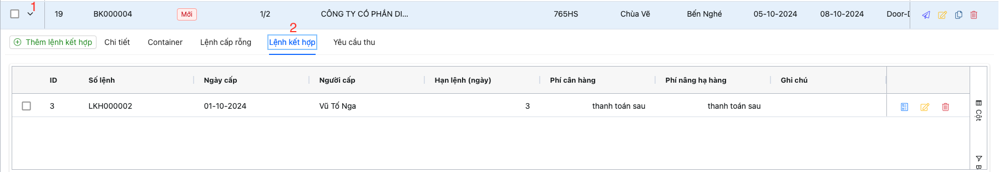 1
19 BK000004 Mới 1/2 CÔNG TY CỔ PHẦN DI... 765HS Chùa Vẽ Bến Nghé 05-10-2024 08-10-2024 Door-D
2
Thêm lệnh kết hợp Chi tiết Container Lệnh cấp rỗng Lệnh kết hợp Yêu cầu thu
ID Số lệnh Ngày cấp Người cấp Hạn lệnh (ngày) Phí cân hàng Phí nâng hạ hàng Ghi chú
3 LKH000002 01-10-2024 Vũ Tố Nga 3 thanh toán sau thanh toán sau
Cột
B